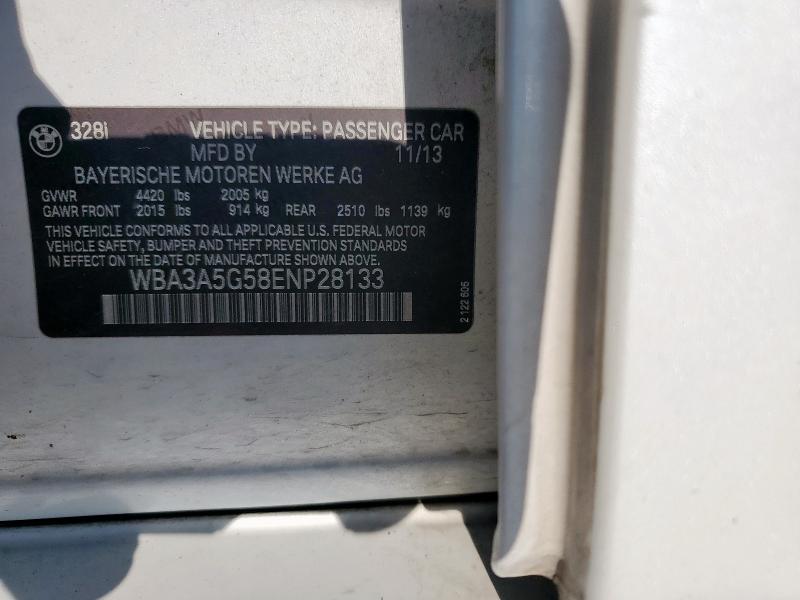 328i VEHICLE TYPE: PASSENGER CAR
MFD BY 11/13
BAYERISCHE MOTOREN WERKE AG
GVWR 4420 lbs 2005 kg
GAWR FRONT 2015 lbs 914 kg REAR 2510 lbs 1139 kg
THIS VEHICLE CONFORMS TO ALL APPLICABLE U.S. FEDERAL MOTOR
VEHICLE SAFETY, BUMPER AND THEFT PREVENTION STANDARDS
IN EFFECT ON THE DATE OF MANUFACTURE SHOWN ABOVE.
WBA3A5G58ENP28133
2 122 606